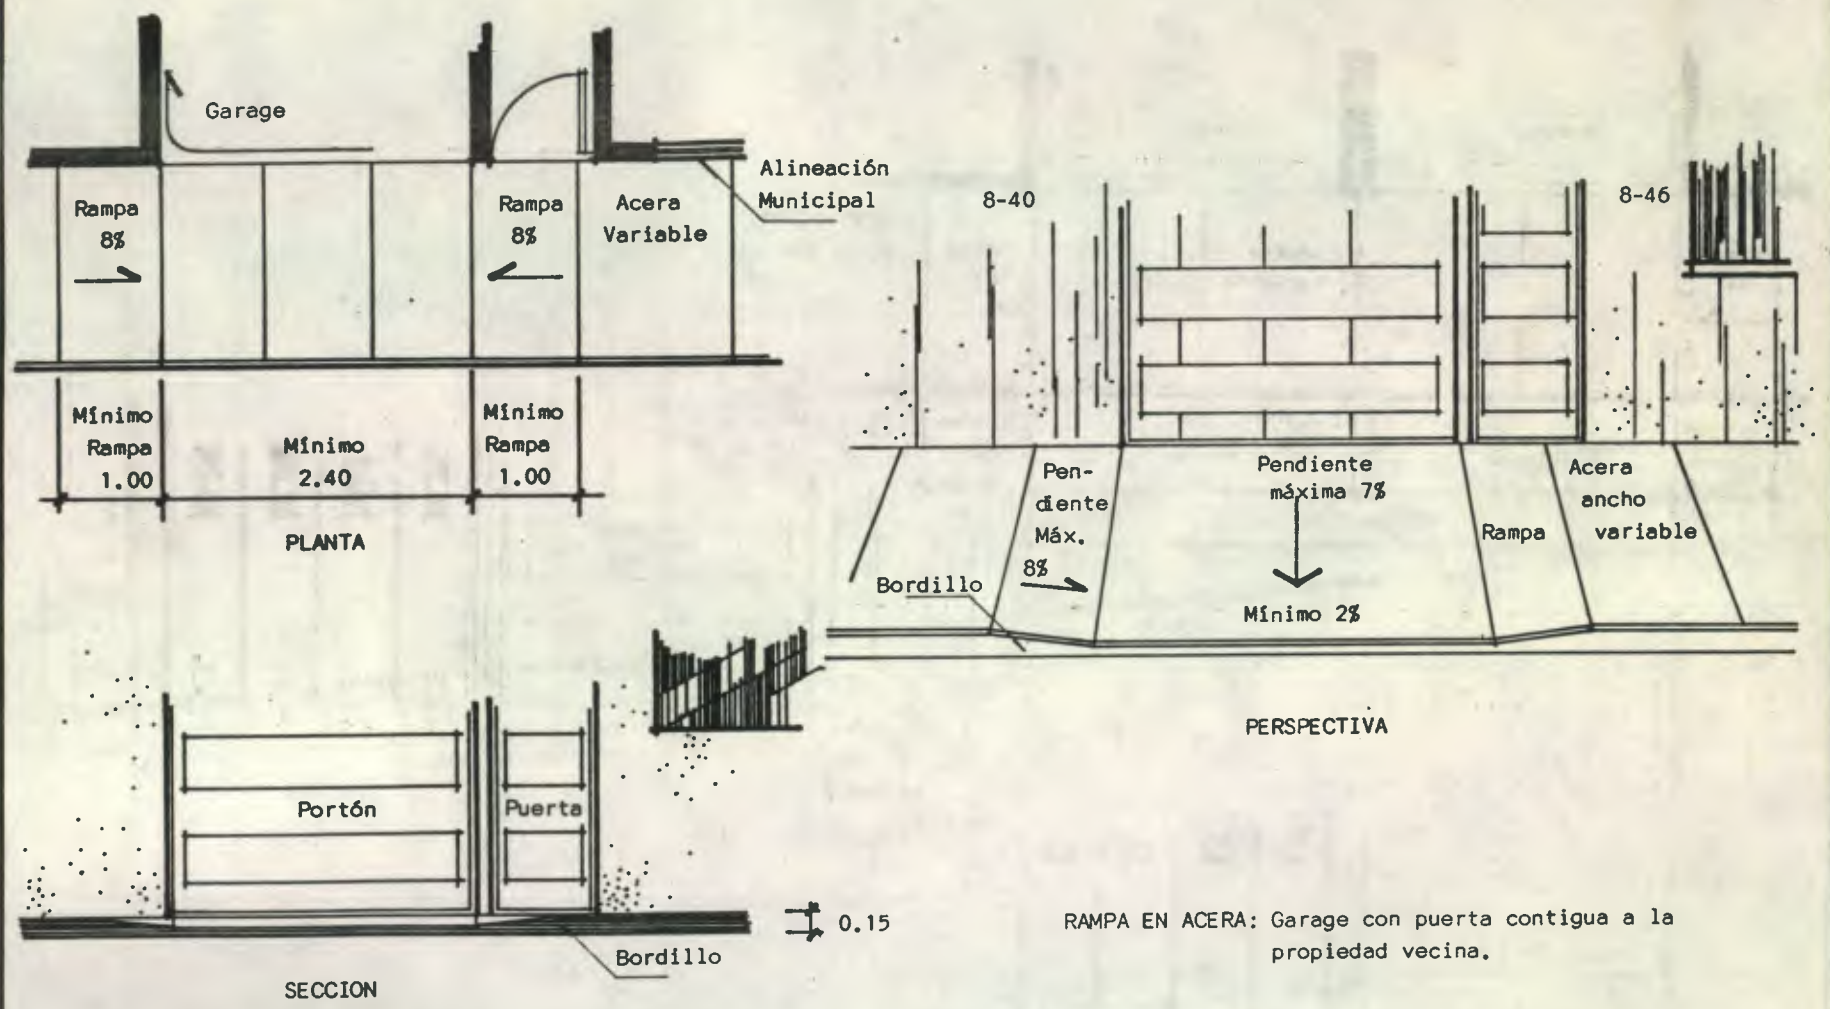 Garage
Rampa
8%
Rampa
8%
Acera
Variable
Alineación
Municipal
Mínimo
Rampa
1.00
Mínimo
2.40
Mínimo
Rampa
1.00
PLANTA
8-40
8-46
Pen-
diente
Máx.
8%
Pendiente
máxima 7%
Mínimo 2%
Rampa
Acera
ancho
variable
Bordillo
PERSPECTIVA
Portón
Puerta
0.15
Bordillo
SECCION
RAMPA EN ACERA: Garage con puerta contigua a la
propiedad vecina.